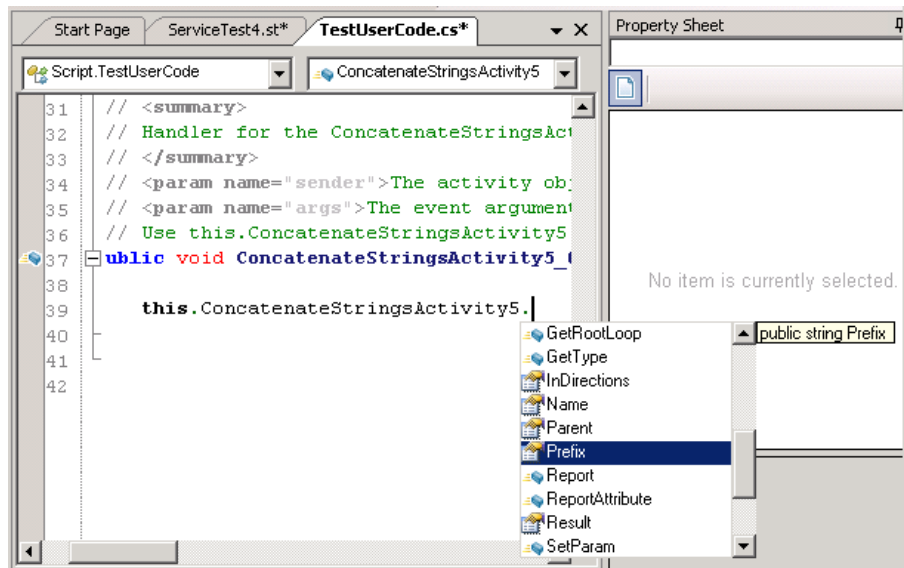 Start Page ServiceTest4.st* TestUserCode.cs*
Property Sheet
Script.TestUserCode ConcatenateStringsActivity5
31 // <summary>
32 // Handler for the ConcatenateStringsAct
33 // </summary>
34 // <param name="sender">The activity obj
35 // <param name="args">The event argument
36 // Use this.ConcatenateStringsActivity5
37 ublic void ConcatenateStringsActivity5_
38
39 this.ConcatenateStringsActivity5.
40
41
42
No item is currently selected.
GetRootLoop
GetType
InDirections
Name
Parent
Prefix
Report
ReportAttribute
Result
SetParam
public string Prefix